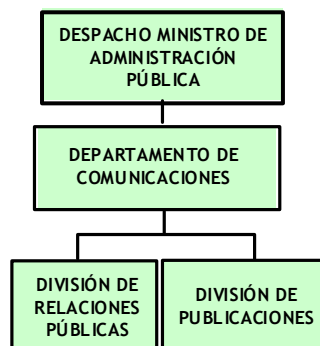 DESPACHO MINISTRO DE
ADMINISTRACIÓN
PÚBLICA
DEPARTAMENTO DE
COMUNICACIONES
DIVISIÓN DE
RELACIONES
PÚBLICAS
DIVISIÓN DE
PUBLICACIONES